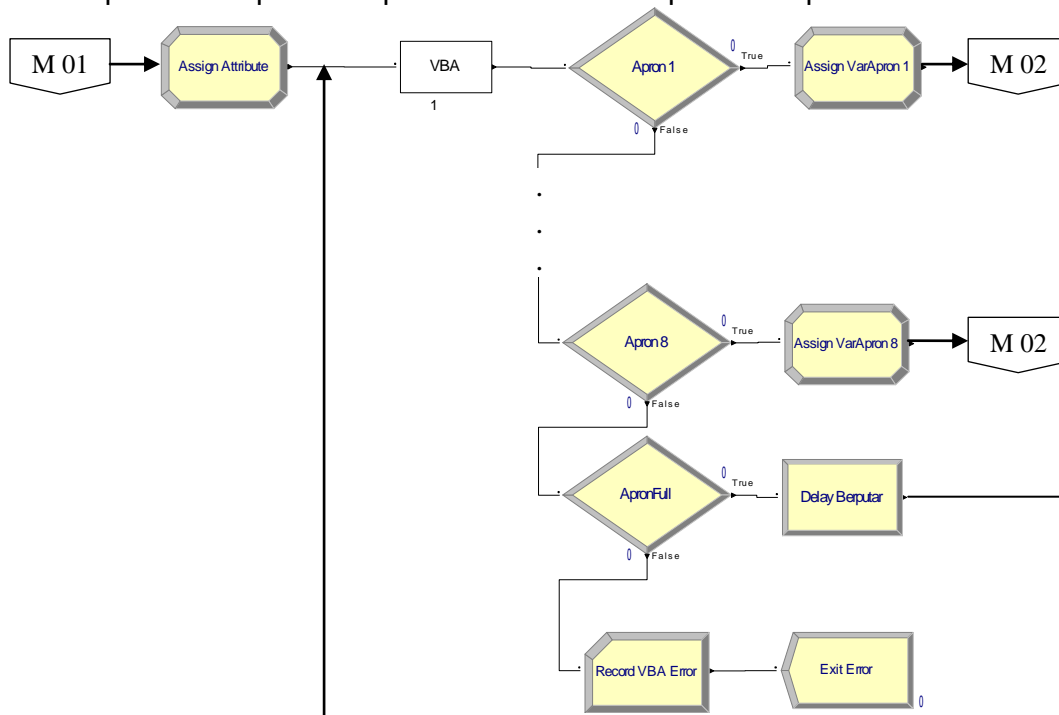 M 01
Assign Attribute
VBA
1
Apron 1
0
True
0
False
Assign VarApron 1
M 02
.
.
.
Apron 8
0
True
0
False
Assign VarApron 8
M 02
ApronFull
0
True
0
False
Delay Berputar
Record VBA Error
Exit Error
0